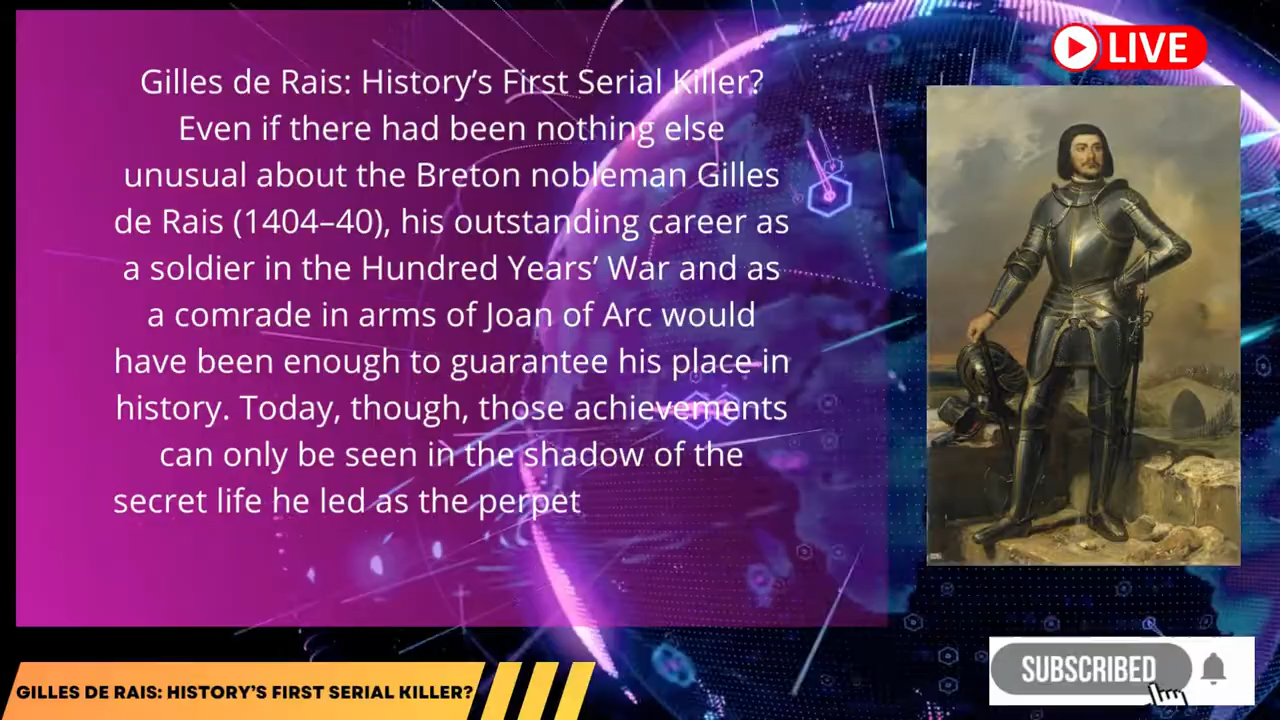 LIVE
Gilles de Rais: History’s First Serial Killer?
Even if there had been nothing else
unusual about the Breton nobleman Gilles
de Rais (1404–40), his outstanding career as
a soldier in the Hundred Years’ War and as
a comrade in arms of Joan of Arc would
have been enough to guarantee his place in
history. Today, though, those achievements
can only be seen in the shadow of the
secret life he led as the perpet
SUBSCRIBED
GILLES DE RAIS: HISTORY’S FIRST SERIAL KILLER?